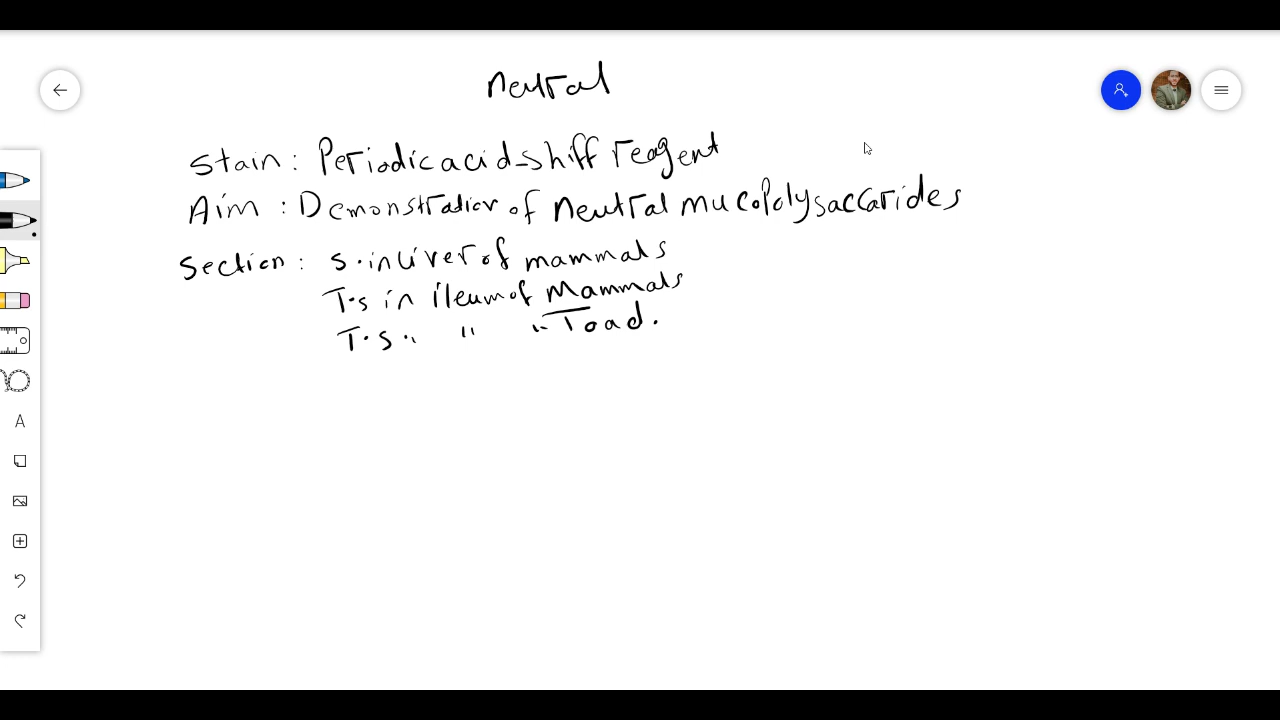 neutral
Stain : Periodic acid-shiff reagent
Aim : Demonstration of neutral mucopolysaccarides
Section : S. in liver of mammals
T.S in ileum of Mammals
T.S " " " Toad.
A